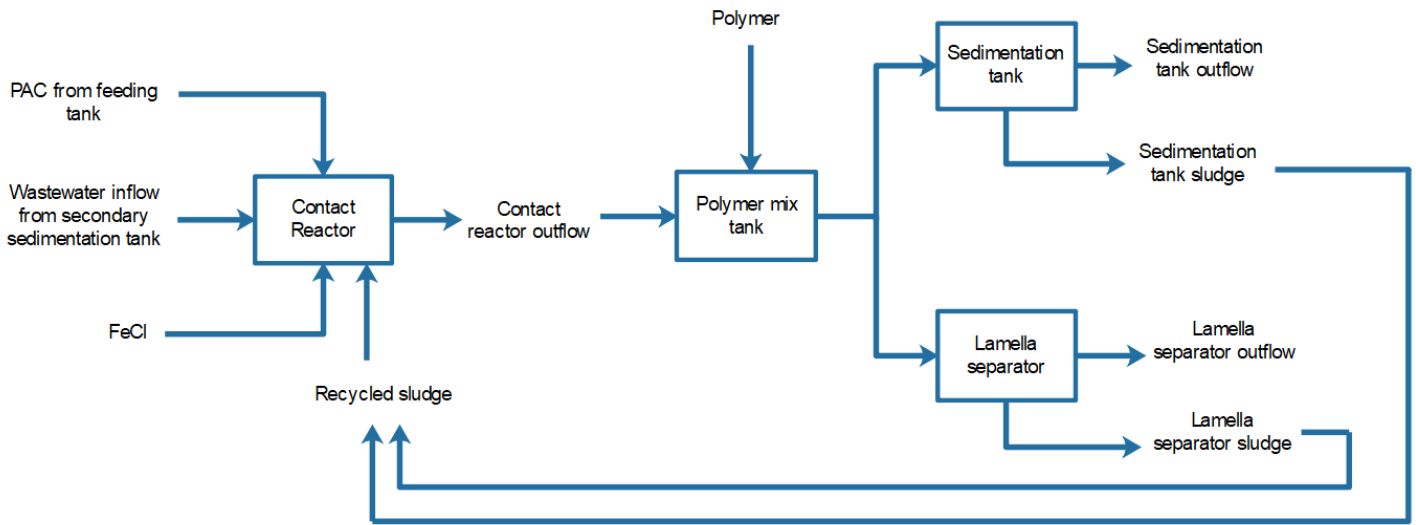 Polymer
Sedimentation
tank
Sedimentation
tank outflow
PAC from feeding
tank
Sedimentation
tank sludge
Wastewater inflow
from secondary
sedimentation tank
Contact
Reactor
Contact
reactor outflow
Polymer mix
tank
FeCl
Lamella
separator
Lamella
separator outflow
Recycled sludge
Lamella
separator sludge